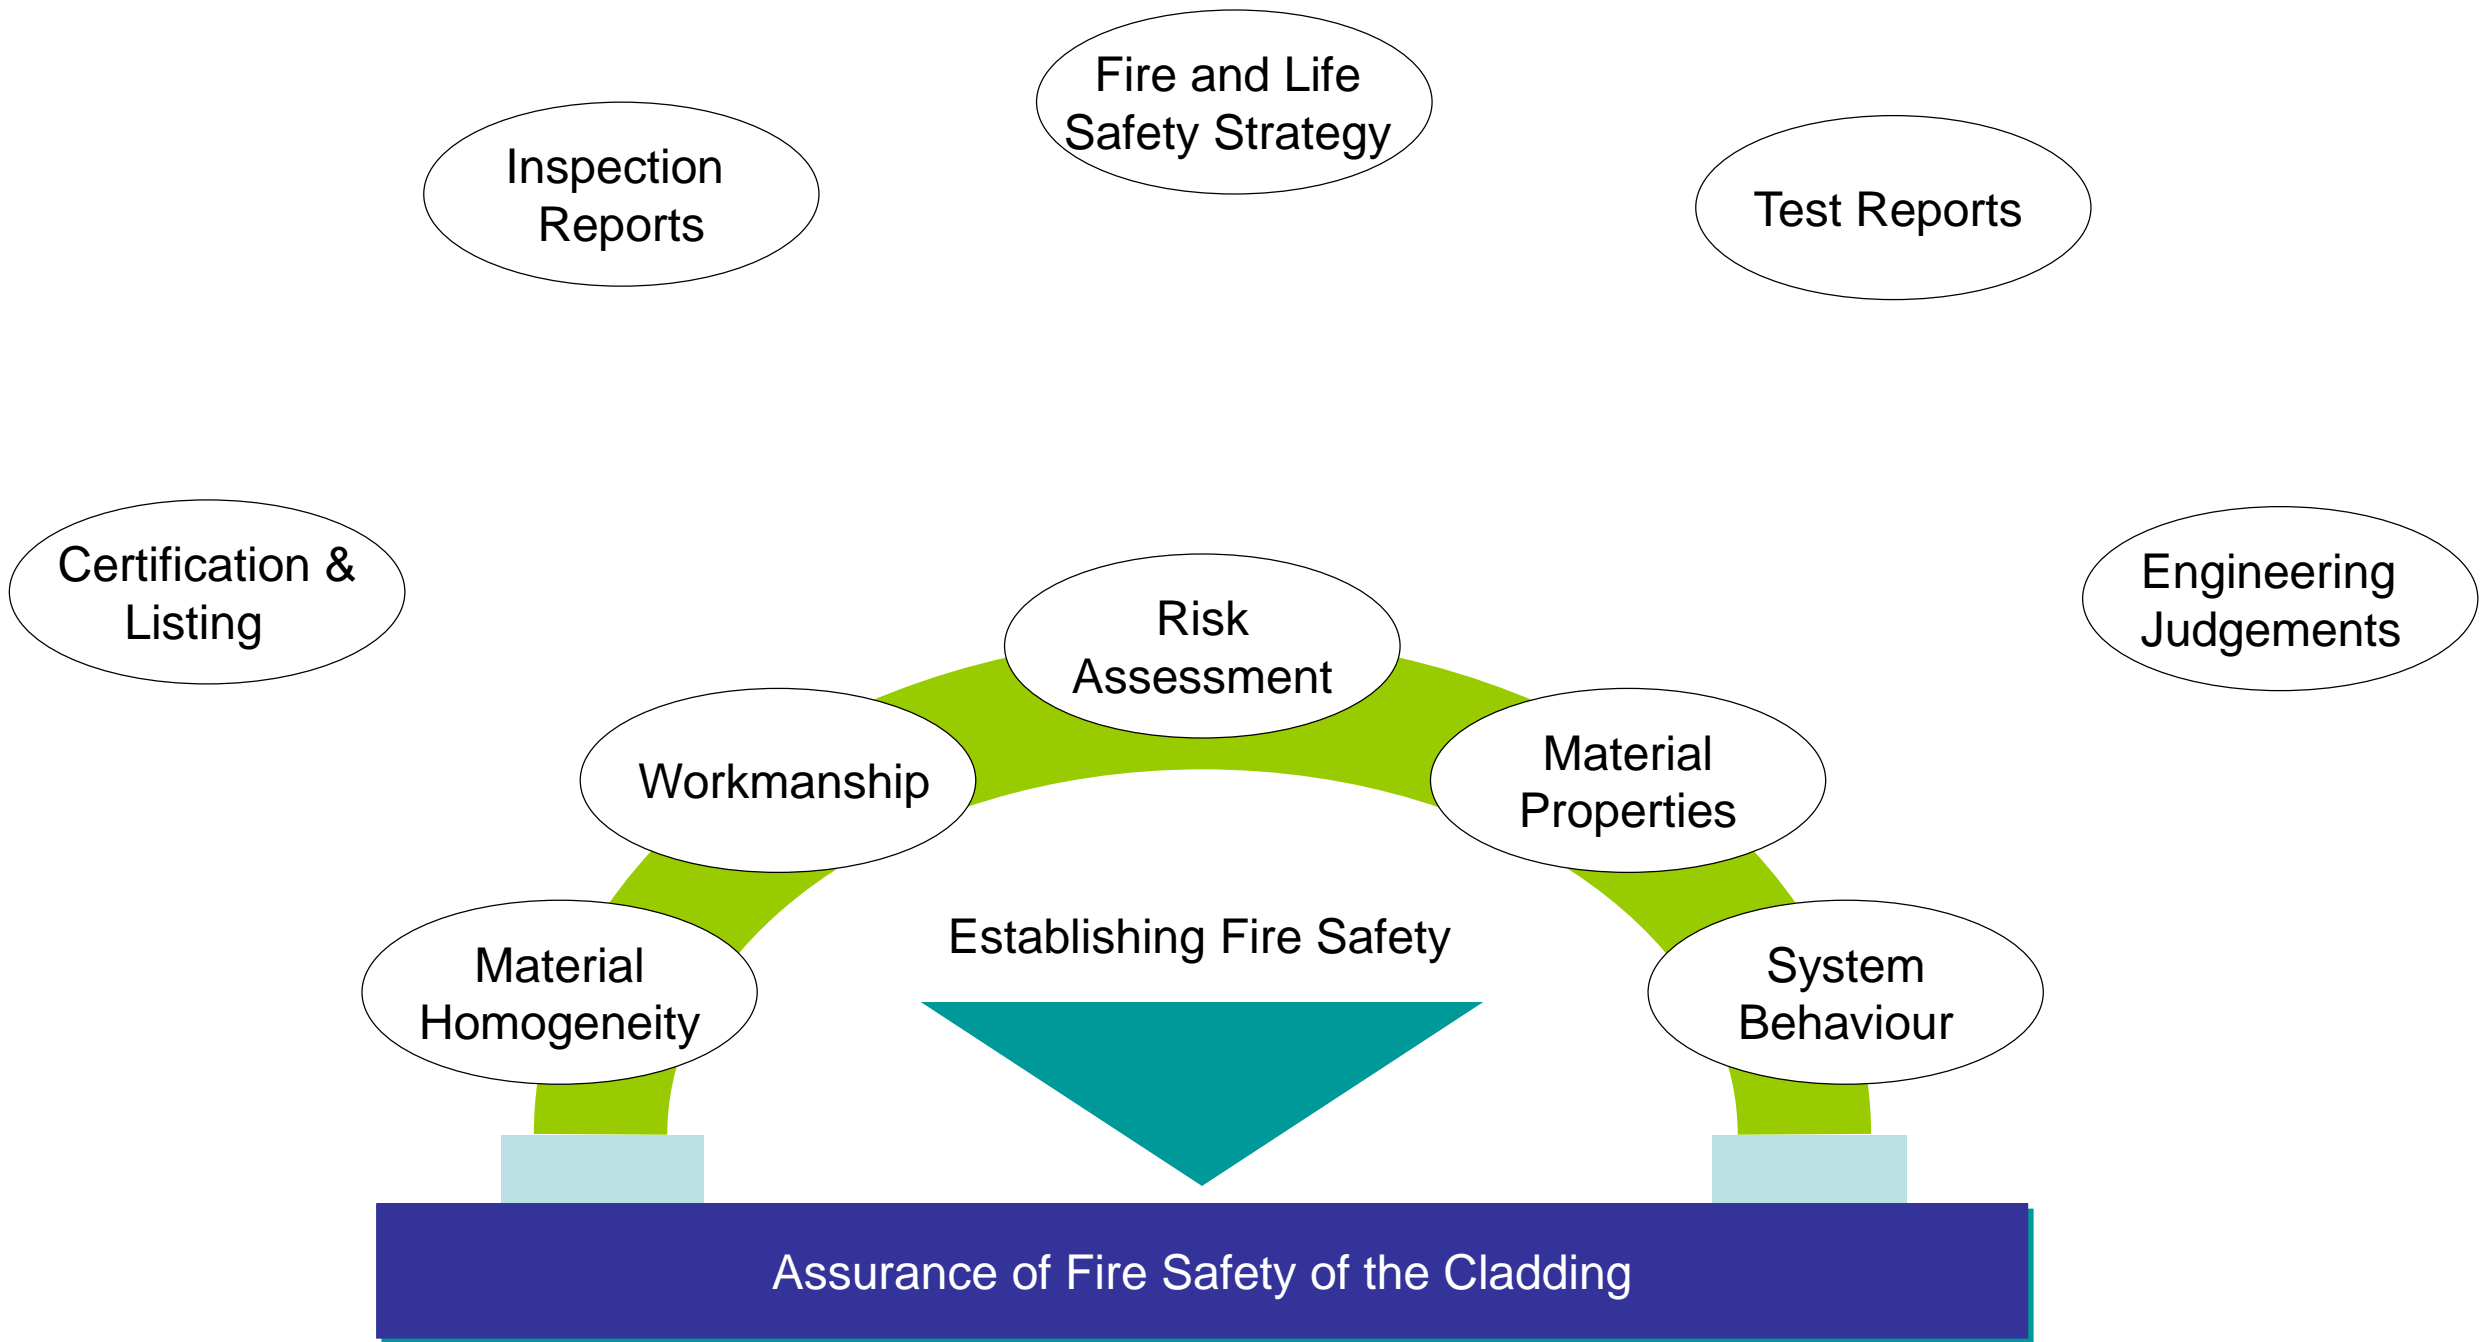 Fire and Life
Safety Strategy
Inspection
Reports
Test Reports
Certification &
Listing
Engineering
Judgements
Risk
Assessment
Workmanship
Material
Properties
Establishing Fire Safety
Material
Homogeneity
System
Behaviour
Assurance of Fire Safety of the Cladding